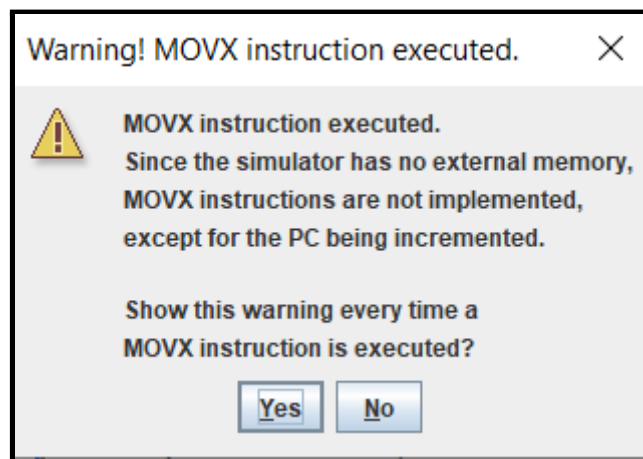 Warning! MOVX instruction executed.
MOVX instruction executed.
Since the simulator has no external memory,
MOVX instructions are not implemented,
except for the PC being incremented.
Show this warning every time a
MOVX instruction is executed?
Yes No